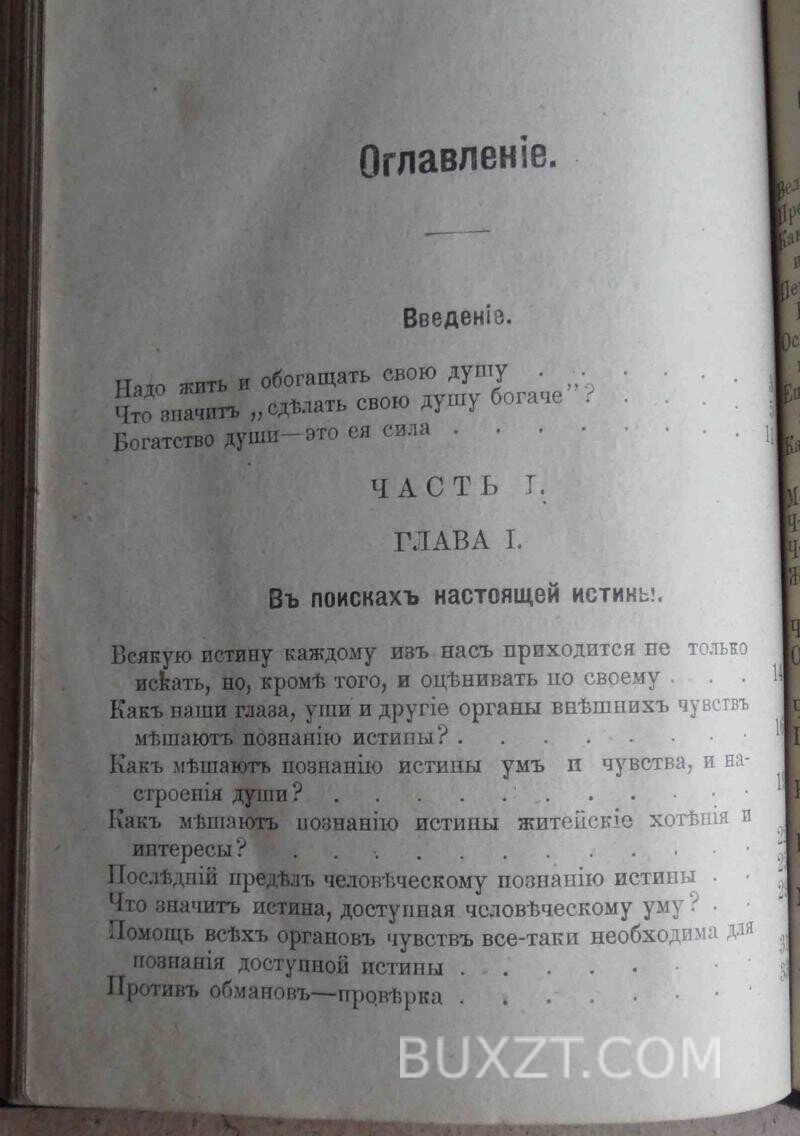 Оглавленіе.
Введеніе.
Надо жить и обогащать свою душу . . . . . .
Что значитъ „сдѣлать свою душу богаче“? . . . .
Богатство души—это ея сила . . . . . . . . 11
ЧАСТЬ I.
ГЛАВА I.
Въ поискахъ настоящей истины.
Всякую истину каждому изъ насъ приходится не только
искать, но, кромѣ того, и оцѣнивать по своему . . . 14
Какъ наши глаза, уши и другіе органы внѣшнихъ чувствъ
мѣшаютъ познанію истины? . . . . . . . . 16
Какъ мѣшаютъ познанію истины умъ и чувства, и на-
строенія души? . . . . . . . . . .
Какъ мѣшаютъ познанію истины житейскіе хотѣнія и
интересы? . . . . . . . . . . .
Послѣдній предѣлъ человѣческому познанію истины . .
Что значитъ истина, доступная человѣческому уму? . .
Помощь всѣхъ органовъ чувствъ все-таки необходима для
познанія доступной истины . . . . . . .
Противъ обмановъ—провѣрка . . . . . . .
BUXZT.COM